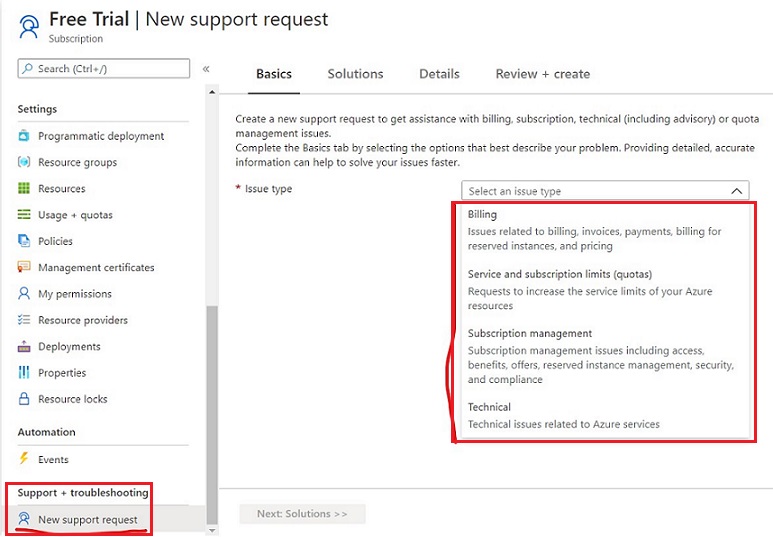 Free Trial | New support request
Subscription
Search (Ctrl+/)
«
Settings
Programmatic deployment
Resource groups
Resources
Usage + quotas
Policies
Management certificates
My permissions
Resource providers
Deployments
Properties
Resource locks
Automation
Events
Support + troubleshooting
New support request
Basics
Solutions
Details
Review + create
Create a new support request to get assistance with billing, subscription, technical (including advisory) or quota
management issues.
Complete the Basics tab by selecting the options that best describe your problem. Providing detailed, accurate
information can help to solve your issues faster.
* Issue type
Select an issue type
Billing
Issues related to billing, invoices, payments, billing for
reserved instances, and pricing
Service and subscription limits (quotas)
Requests to increase the service limits of your Azure
resources
Subscription management
Subscription management issues including access,
benefits, offers, reserved instance management, security,
and compliance
Technical
Technical issues related to Azure services
Next: Solutions >>